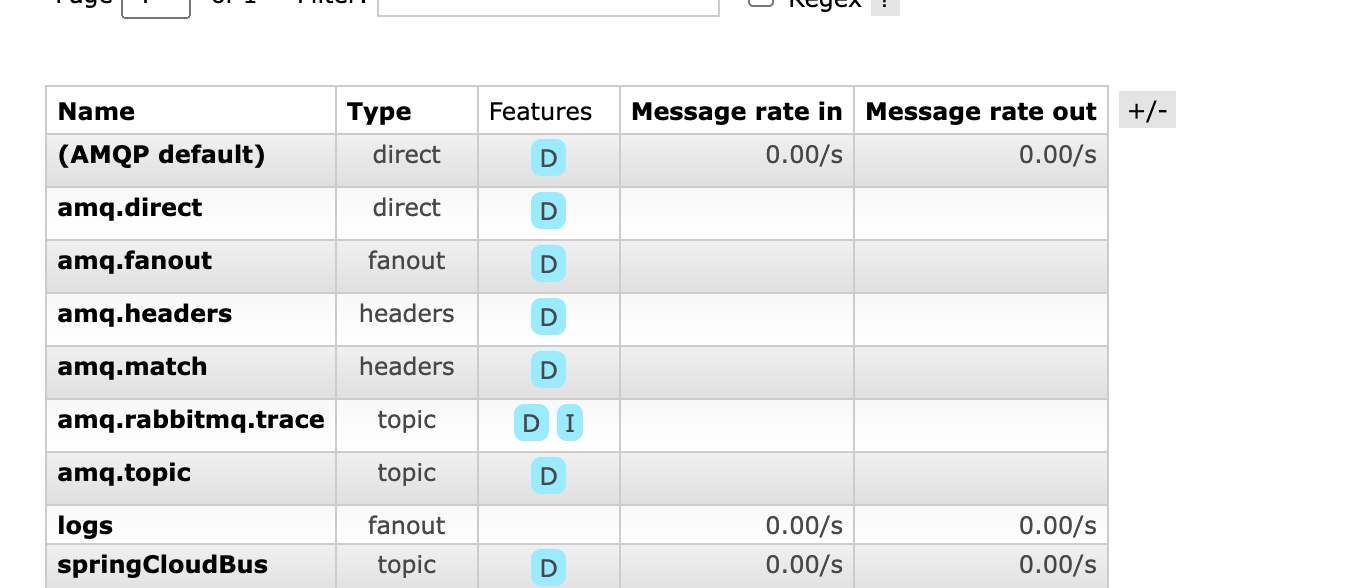 Page of 1 Filter: Regex ?
Name Type Features Message rate in Message rate out +/-
(AMQP default) direct D 0.00/s 0.00/s
amq.direct direct D
amq.fanout fanout D
amq.headers headers D
amq.match headers D
amq.rabbitmq.trace topic D I
amq.topic topic D
logs fanout 0.00/s 0.00/s
springCloudBus topic D 0.00/s 0.00/s